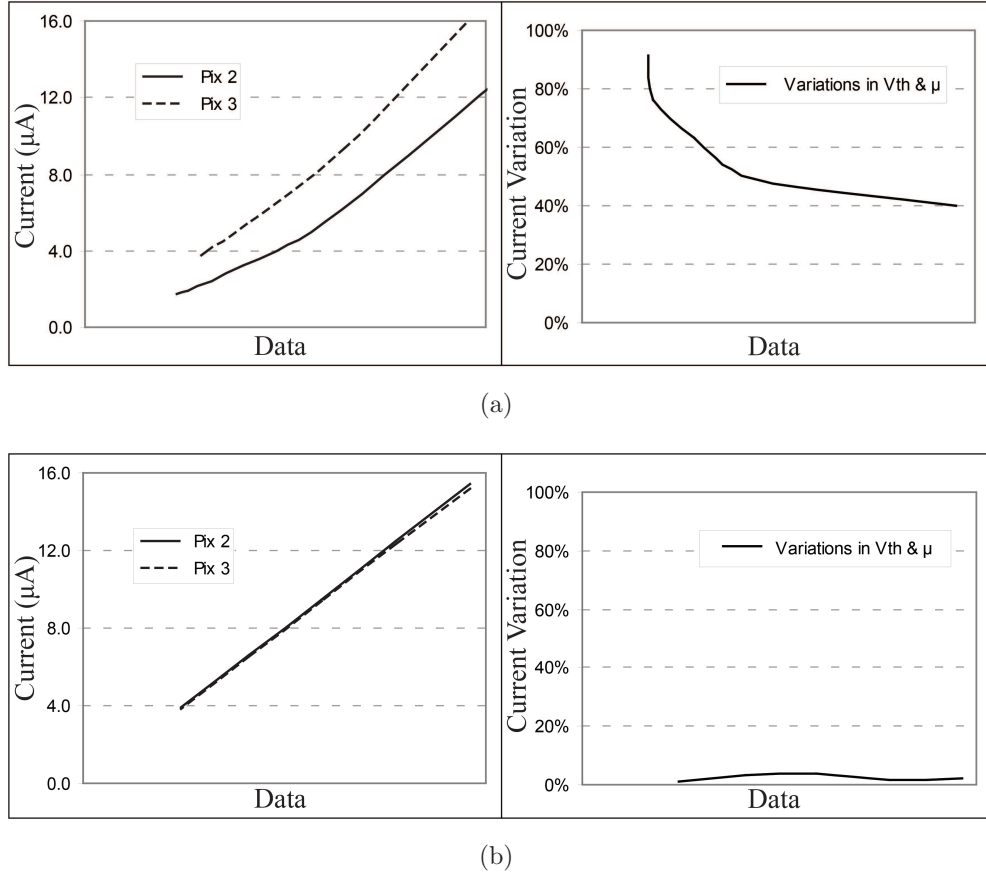 16.0
12.0
8.0
4.0
0.0
Current (µA)
Pix 2
Pix 3
Data
100%
80%
60%
40%
20%
0%
Current Variation
Variations in Vth & µ
Data
(a)
16.0
12.0
8.0
4.0
0.0
Current (µA)
Pix 2
Pix 3
Data
100%
80%
60%
40%
20%
0%
Current Variation
Variations in Vth & µ
Data
(b)